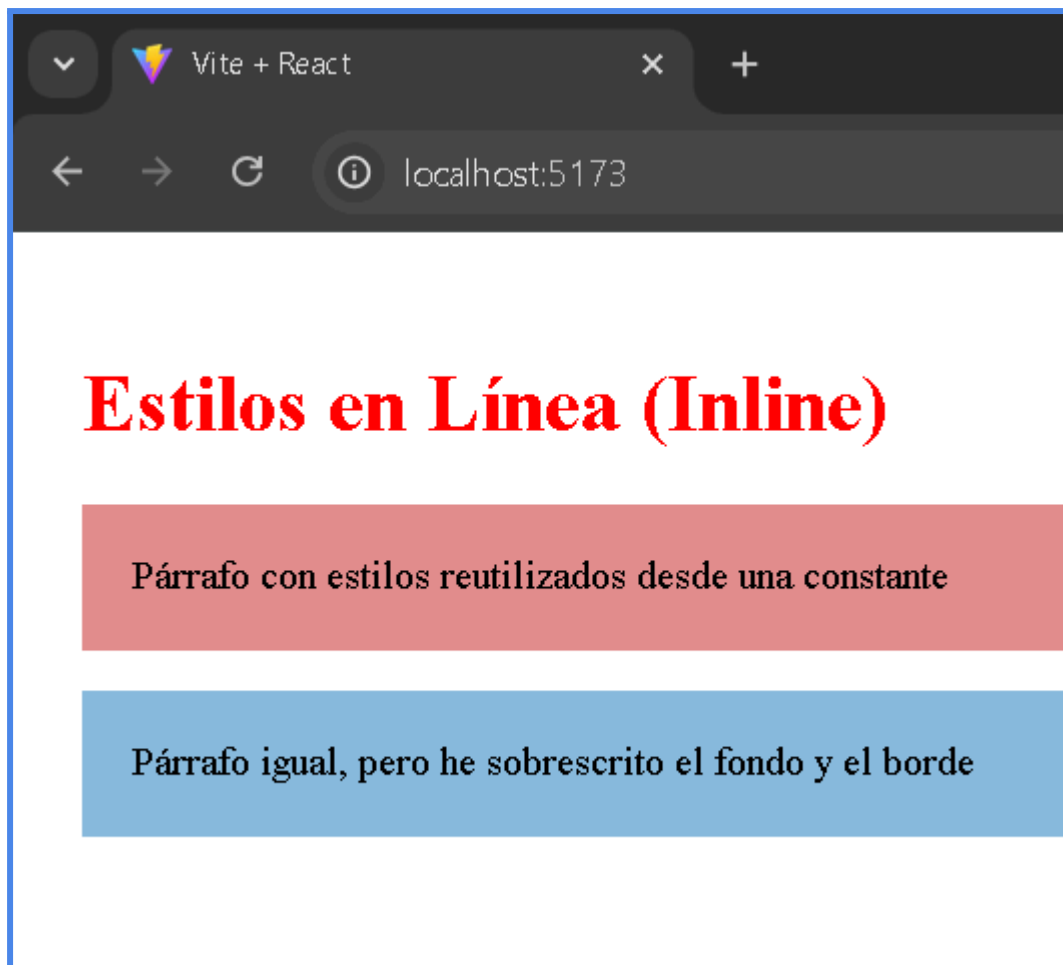 Vite + React
localhost:5173
Estilos en Línea (Inline)
Párrafo con estilos reutilizados desde una constante
Párrafo igual, pero he sobrescrito el fondo y el borde